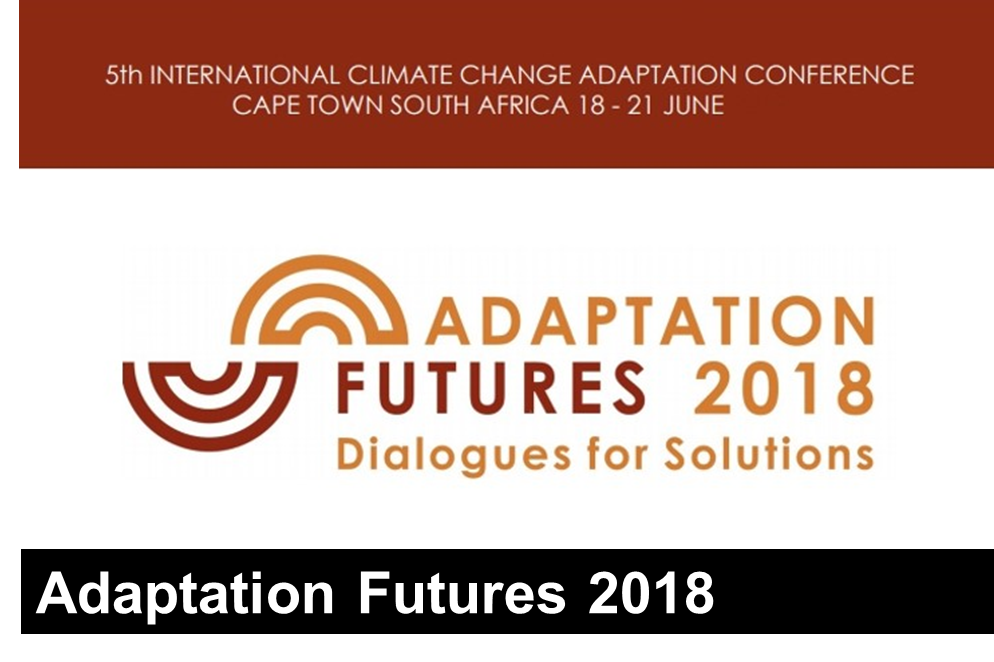 5th INTERNATIONAL CLIMATE CHANGE ADAPTATION CONFERENCE
CAPE TOWN SOUTH AFRICA 18 - 21 JUNE
ADAPTATION
FUTURES 2018
Dialogues for Solutions
Adaptation Futures 2018